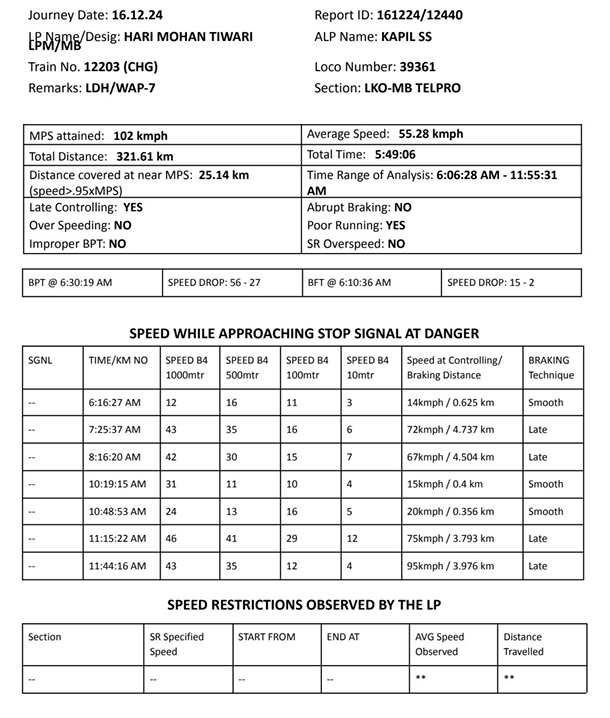 Journey Date: 16.12.24 Report ID: 161224/12440
LP Name/Desig: HARI MOHAN TIWARI ALP Name: KAPIL SS
LPM/MB
Train No. 12203 (CHG) Loco Number: 39361
Remarks: LDH/WAP-7 Section: LKO-MB TELPRO
MPS attained: 102 kmph Average Speed: 55.28 kmph
Total Distance: 321.61 km Total Time: 5:49:06
Distance covered at near MPS: 25.14 km Time Range of Analysis: 6:06:28 AM - 11:55:31
(speed>.95xMPS) AM
Late Controlling: YES Abrupt Braking: NO
Over Speeding: NO Poor Running: YES
Improper BPT: NO SR Overspeed: NO
BPT @ 6:30:19 AM SPEED DROP: 56 - 27 BFT @ 6:10:36 AM SPEED DROP: 15 - 2
SPEED WHILE APPROACHING STOP SIGNAL AT DANGER
SGNL TIME/KM NO SPEED B4 SPEED B4 SPEED B4 SPEED B4 Speed at Controlling/ BRAKING
1000mtr 500mtr 100mtr 10mtr Braking Distance Technique
-- 6:16:27 AM 12 16 11 3 14kmph / 0.625 km Smooth
-- 7:25:37 AM 43 35 16 6 72kmph / 4.737 km Late
-- 8:16:20 AM 42 30 15 7 67kmph / 4.504 km Late
-- 10:19:15 AM 31 11 10 4 15kmph / 0.4 km Smooth
-- 10:48:53 AM 24 13 16 5 20kmph / 0.356 km Smooth
-- 11:15:22 AM 46 41 29 12 75kmph / 3.793 km Late
-- 11:44:16 AM 43 35 12 4 95kmph / 3.976 km Late
SPEED RESTRICTIONS OBSERVED BY THE LP
Section SR Specified START FROM END AT AVG Speed Distance
Speed Observed Travelled
-- -- -- -- ** **